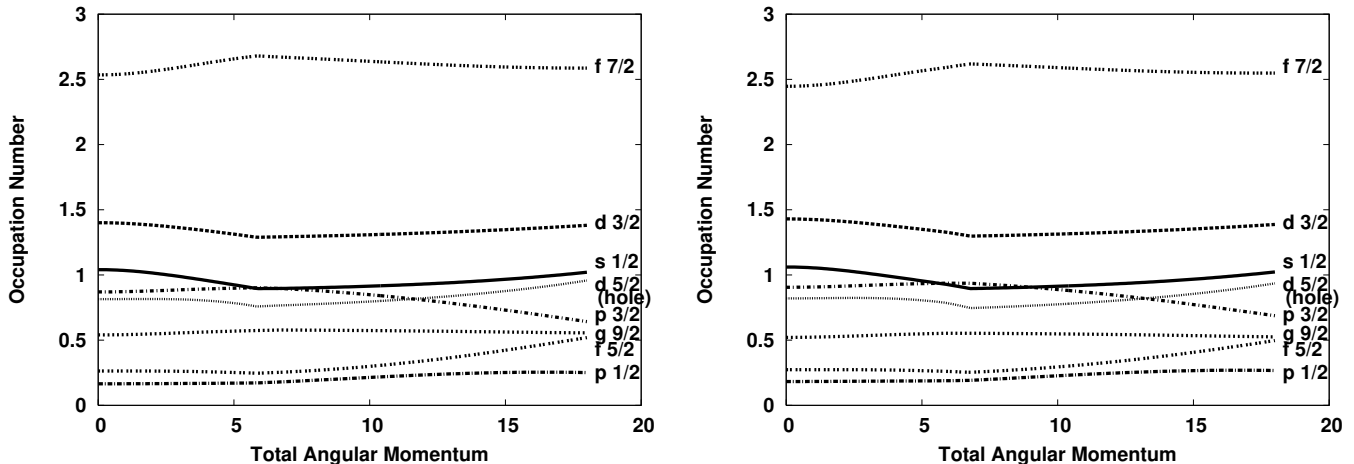 Occupation Number
3
2.5
2
1.5
1
0.5
0
0 5 10 15 20
Total Angular Momentum
f 7/2
d 3/2
s 1/2
d 5/2
(hole)
p 3/2
g 9/2
f 5/2
p 1/2
Occupation Number
3
2.5
2
1.5
1
0.5
0
0 5 10 15 20
Total Angular Momentum
f 7/2
d 3/2
s 1/2
d 5/2
(hole)
p 3/2
g 9/2
f 5/2
p 1/2